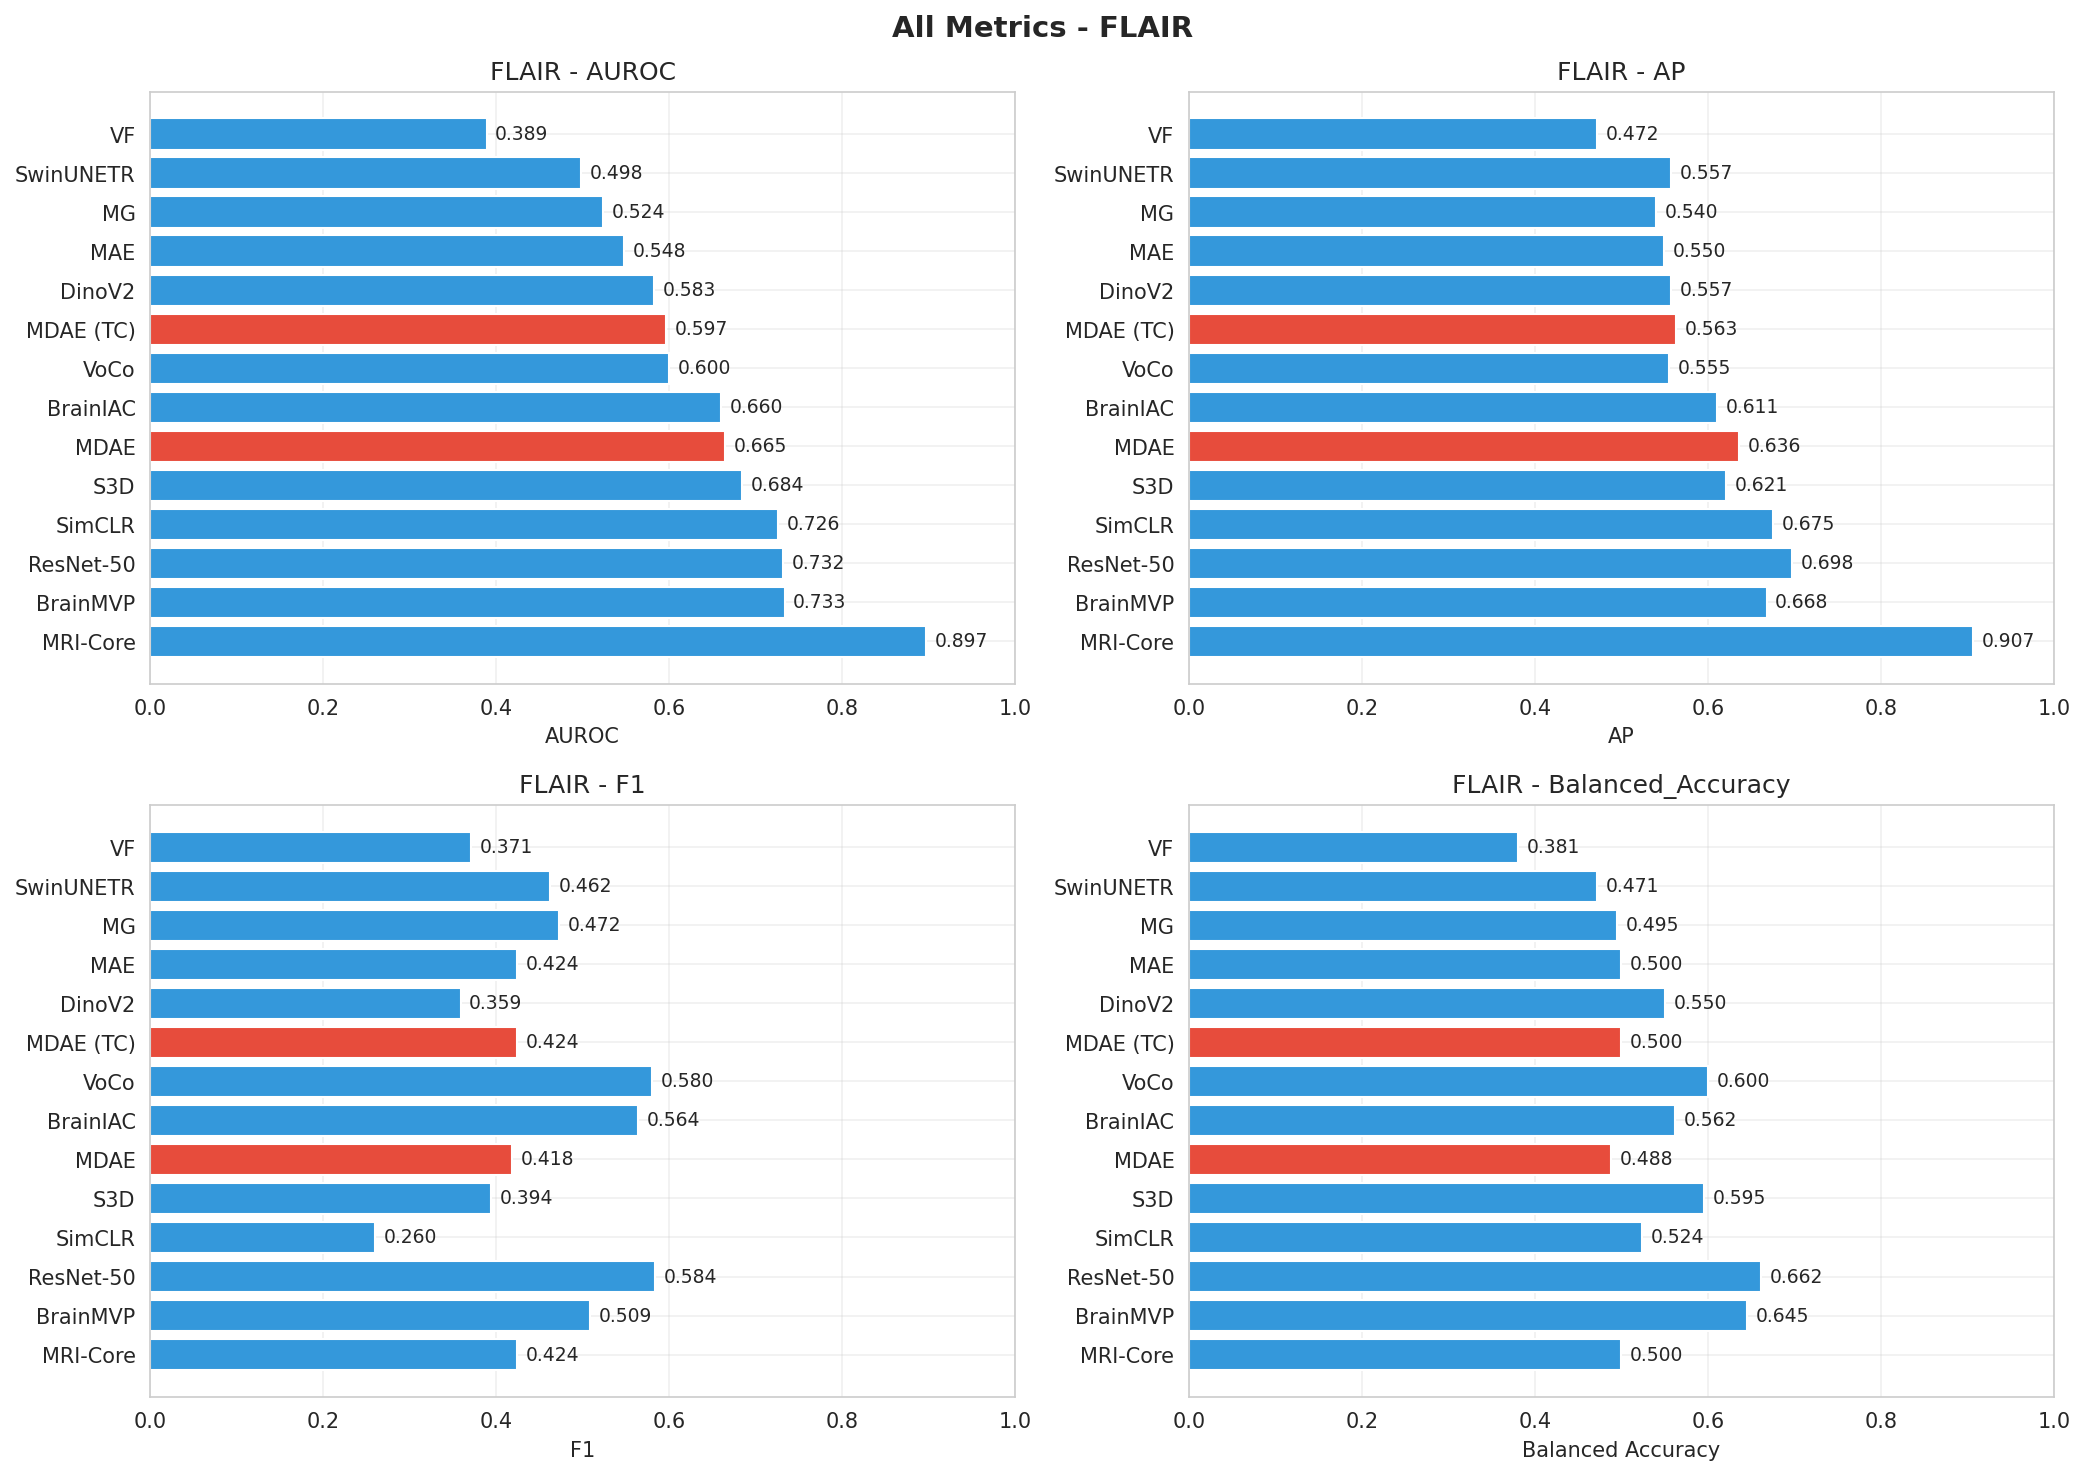 All Metrics - FLAIR
FLAIR - AUROC
VF 0.389
SwinUNETR 0.498
MG 0.524
MAE 0.548
DinoV2 0.583
MDAE (TC) 0.597
VoCo 0.600
BrainIAC 0.660
MDAE 0.665
S3D 0.684
SimCLR 0.726
ResNet-50 0.732
BrainMVP 0.733
MRI-Core 0.897
0.0 0.2 0.4 0.6 0.8 1.0
AUROC
FLAIR - AP
VF 0.472
SwinUNETR 0.557
MG 0.540
MAE 0.550
DinoV2 0.557
MDAE (TC) 0.563
VoCo 0.555
BrainIAC 0.611
MDAE 0.636
S3D 0.621
SimCLR 0.675
ResNet-50 0.698
BrainMVP 0.668
MRI-Core 0.907
0.0 0.2 0.4 0.6 0.8 1.0
AP
FLAIR - F1
VF 0.371
SwinUNETR 0.462
MG 0.472
MAE 0.424
DinoV2 0.359
MDAE (TC) 0.424
VoCo 0.580
BrainIAC 0.564
MDAE 0.418
S3D 0.394
SimCLR 0.260
ResNet-50 0.584
BrainMVP 0.509
MRI-Core 0.424
0.0 0.2 0.4 0.6 0.8 1.0
F1
FLAIR - Balanced_Accuracy
VF 0.381
SwinUNETR 0.471
MG 0.495
MAE 0.500
DinoV2 0.550
MDAE (TC) 0.500
VoCo 0.600
BrainIAC 0.562
MDAE 0.488
S3D 0.595
SimCLR 0.524
ResNet-50 0.662
BrainMVP 0.645
MRI-Core 0.500
0.0 0.2 0.4 0.6 0.8 1.0
Balanced Accuracy